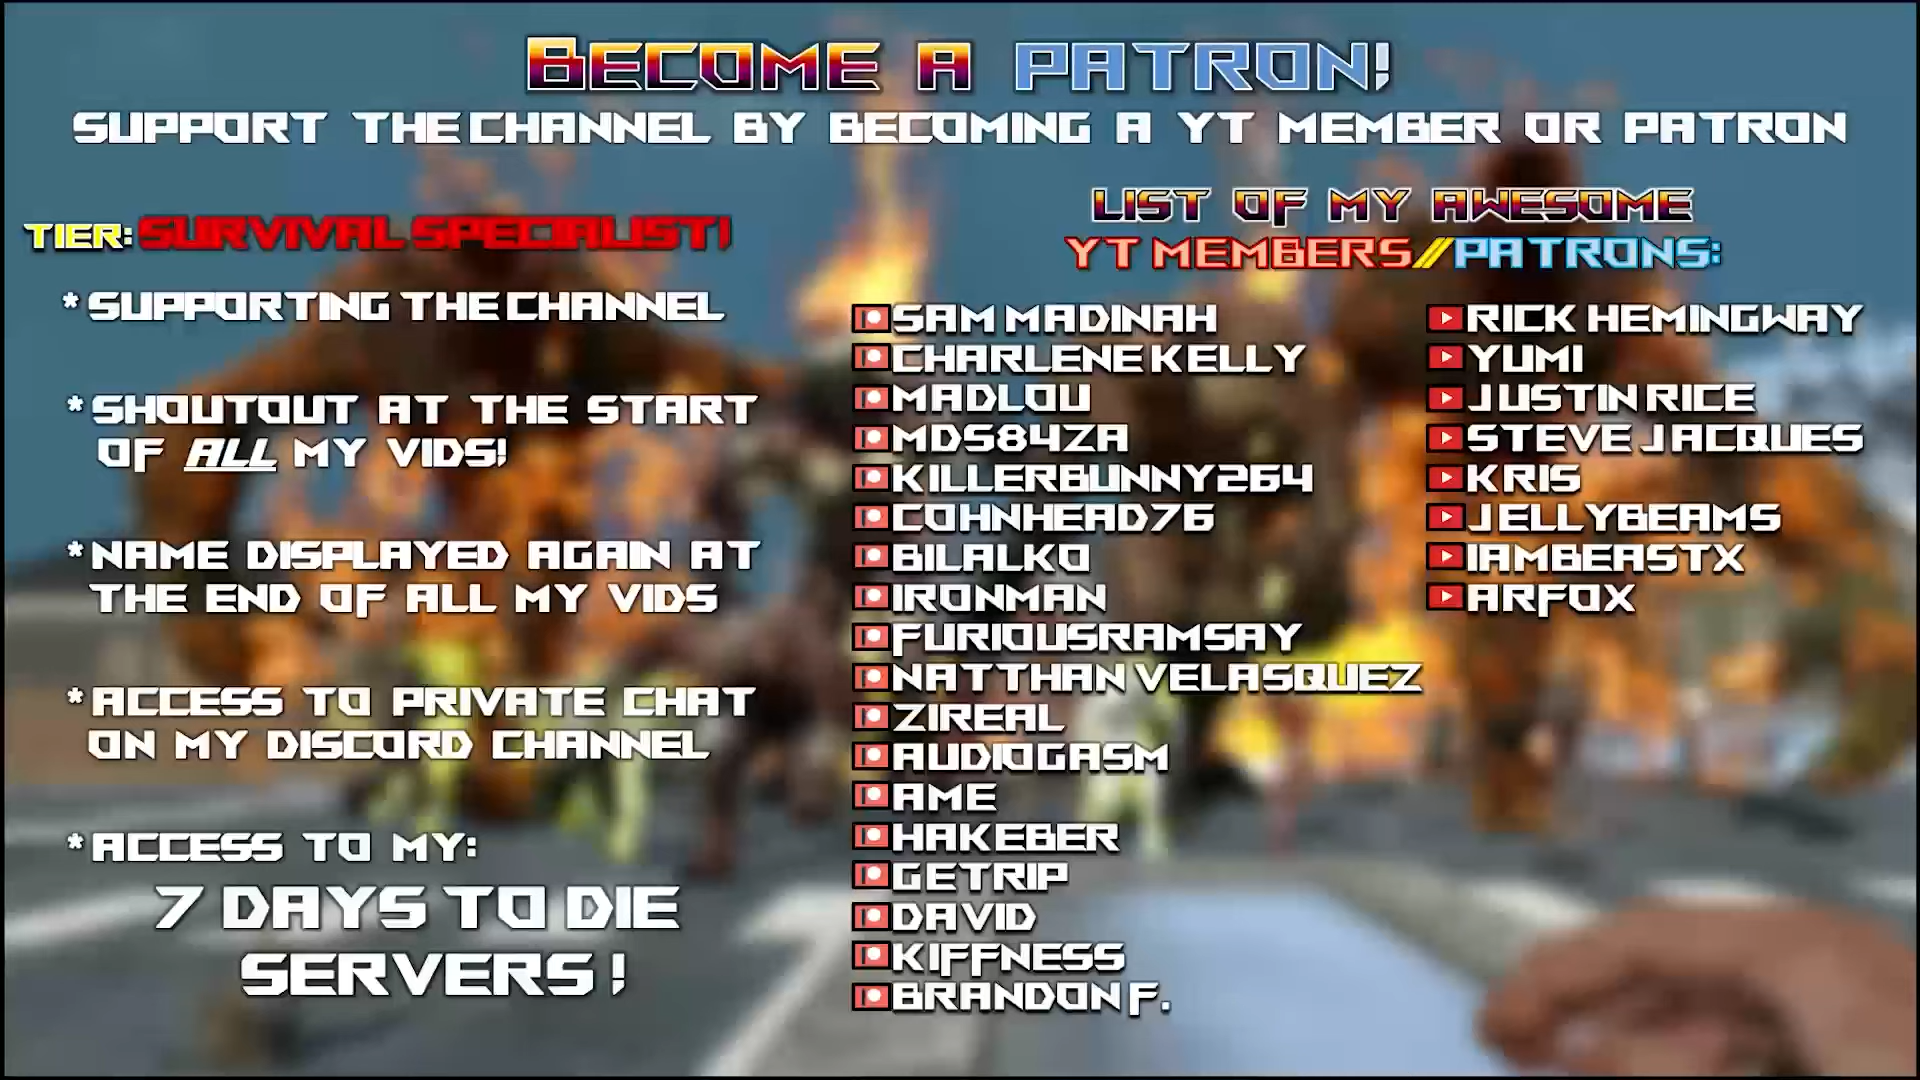 BECOME A PATRON!
SUPPORT THE CHANNEL BY BECOMING A YT MEMBER OR PATRON
TIER: SURVIVAL SPECIALIST!
* SUPPORTING THE CHANNEL
* SHOUTOUT AT THE START
OF ALL MY VIDS!
* NAME DISPLAYED AGAIN AT
THE END OF ALL MY VIDS
* ACCESS TO PRIVATE CHAT
ON MY DISCORD CHANNEL
* ACCESS TO MY:
7 DAYS TO DIE
SERVERS !
LIST OF MY AWESOME
YT MEMBERS//PATRONS:
SAM MADINAH
CHARLENE KELLY
MADLOU
MDS84ZA
KILLERBUNNY264
COHNHEAD76
BILALKO
IRONMAN
FURIOUSRAMSAY
NATTHAN VELASQUEZ
ZIREAL
AUDIOGASM
AME
HAKEBER
GETRIP
DAVID
KIFFNESS
BRANDON F.
RICK HEMINGWAY
YUMI
JUSTIN RICE
STEVE JACQUES
KRIS
JELLYBEAMS
IAMBEASTX
ARFOX